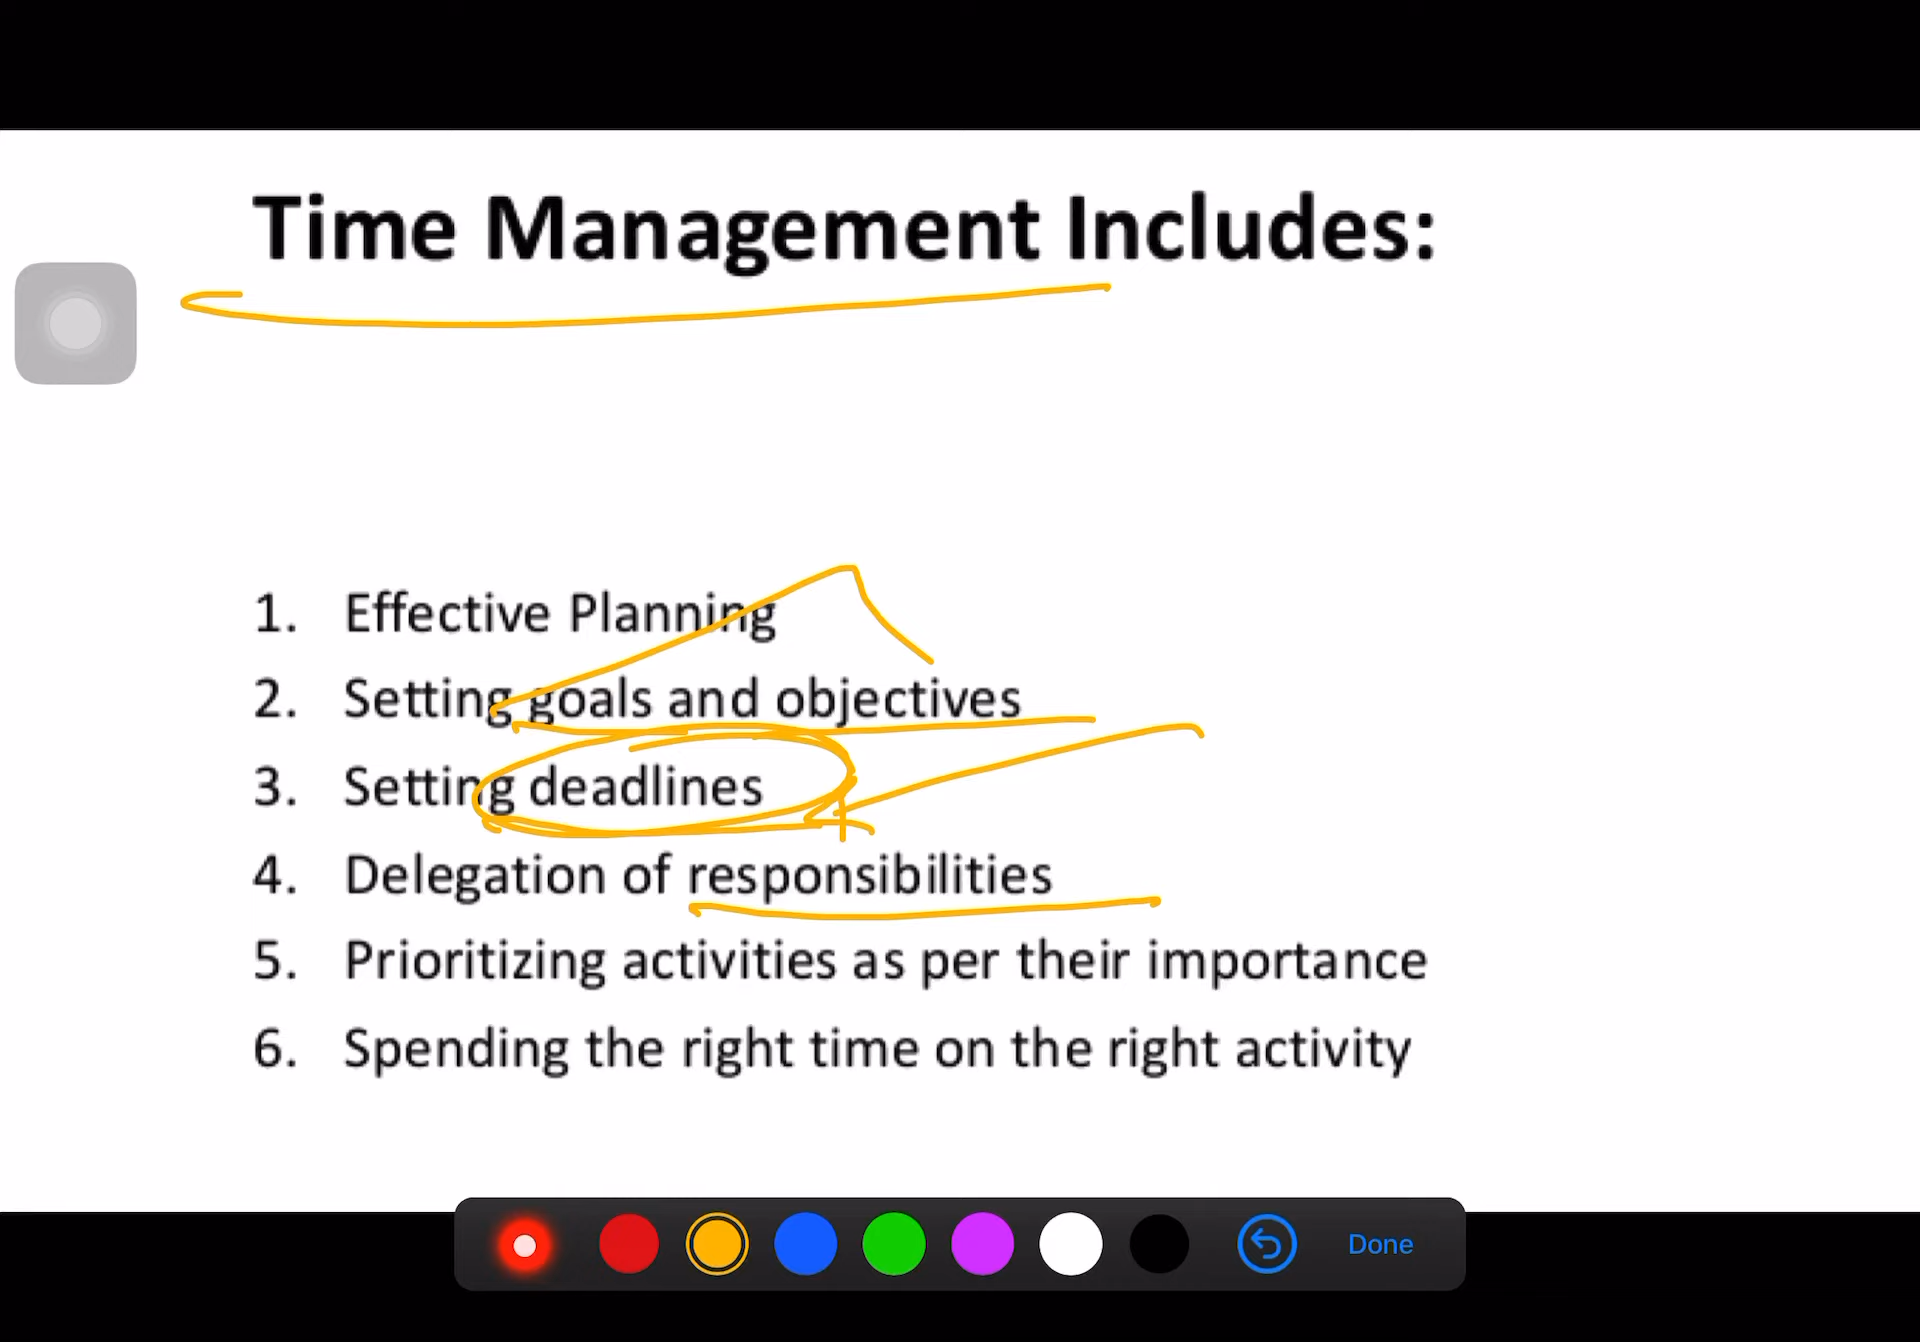 Time Management Includes:
1. Effective Planning
2. Setting goals and objectives
3. Setting deadlines
4. Delegation of responsibilities
5. Prioritizing activities as per their importance
6. Spending the right time on the right activity
Done